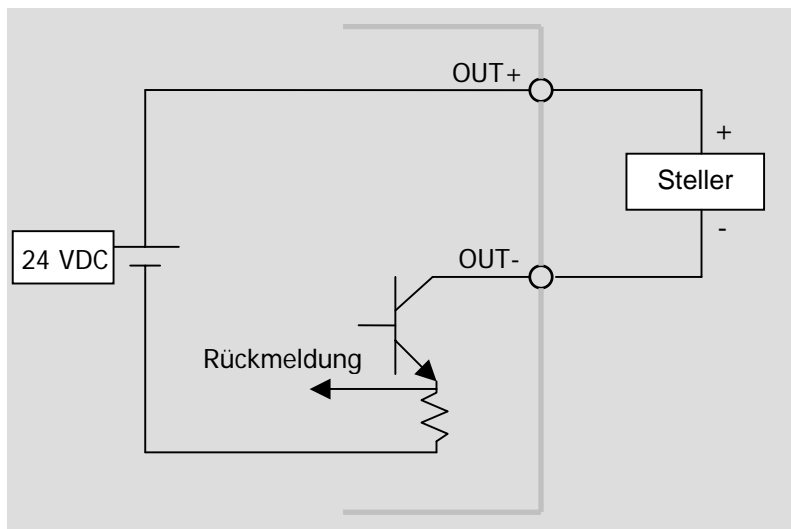 OUT+
+
Steller
-
24 VDC
OUT-
Rückmeldung